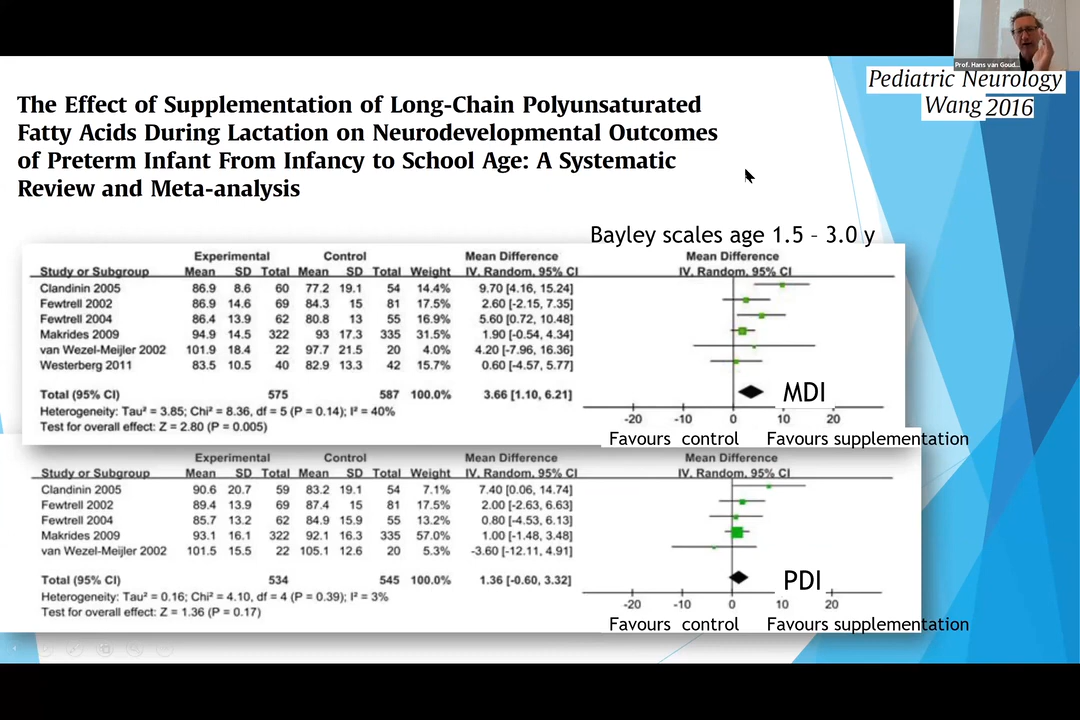 Prof. Hans van Goud...
Pediatric Neurology
Wang 2016
The Effect of Supplementation of Long-Chain Polyunsaturated
Fatty Acids During Lactation on Neurodevelopmental Outcomes
of Preterm Infant From Infancy to School Age: A Systematic
Review and Meta-analysis
Bayley scales age 1.5 – 3.0 y
Experimental Control Mean Difference Mean Difference
Study or Subgroup Mean SD Total Mean SD Total Weight IV, Random, 95% CI IV, Random, 95% CI
Clandinin 2005 86.9 8.6 60 77.2 19.1 54 14.4% 9.70 [4.16, 15.24]
Fewtrell 2002 86.9 14.6 69 84.3 15 81 17.5% 2.60 [-2.15, 7.35]
Fewtrell 2004 86.4 13.9 62 80.8 13 55 16.9% 5.60 [0.72, 10.48]
Makrides 2009 94.9 14.5 322 93 17.3 335 31.5% 1.90 [-0.54, 4.34]
van Wezel-Meijler 2002 101.9 18.4 22 97.7 21.5 20 4.0% 4.20 [-7.96, 16.36]
Westerberg 2011 83.5 10.5 40 82.9 13.3 42 15.7% 0.60 [-4.57, 5.77]
Total (95% CI) 575 587 100.0% 3.66 [1.10, 6.21] MDI
Heterogeneity: Tau² = 3.85; Chi² = 8.36, df = 5 (P = 0.14); I² = 40%
Test for overall effect: Z = 2.80 (P = 0.005)
-20 -10 0 10 20
Favours control Favours supplementation
Experimental Control Mean Difference Mean Difference
Study or Subgroup Mean SD Total Mean SD Total Weight IV, Random, 95% CI IV, Random, 95% CI
Clandinin 2005 90.6 20.7 59 83.2 19.1 54 7.1% 7.40 [0.06, 14.74]
Fewtrell 2002 89.4 13.9 69 87.4 15 81 17.5% 2.00 [-2.63, 6.63]
Fewtrell 2004 85.7 13.2 62 84.9 15.9 55 13.2% 0.80 [-4.53, 6.13]
Makrides 2009 93.1 16.1 322 92.1 16.3 335 57.0% 1.00 [-1.48, 3.48]
van Wezel-Meijler 2002 101.5 15.5 22 105.1 12.6 20 5.3% -3.60 [-12.11, 4.91]
Total (95% CI) 534 545 100.0% 1.36 [-0.60, 3.32] PDI
Heterogeneity: Tau² = 0.16; Chi² = 4.10, df = 4 (P = 0.39); I² = 3%
Test for overall effect: Z = 1.36 (P = 0.17)
-20 -10 0 10 20
Favours control Favours supplementation